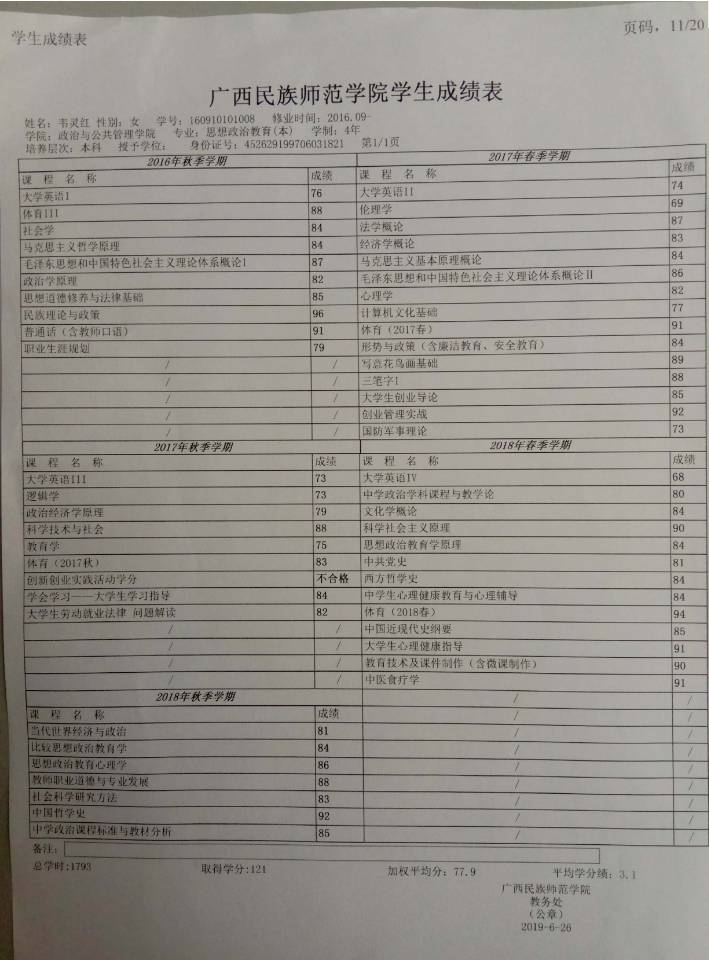 学生成绩表
页码，11/20
广西民族师范学院学生成绩表
姓名：韦灵红 性别：女 学号：160910101008 修业时间：2016.09-
学院：政治与公共管理学院 专业：思想政治教育(本) 学制：4年
培养层次：本科 授予学位： 身份证号：452629199706031821 第1/1页
2016年秋季学期 2017年春季学期
课 程 名 称 成绩 课 程 名 称 成绩
大学英语I 76 大学英语II 74
体育III 88 伦理学 69
社会学 84 法学概论 87
马克思主义哲学原理 84 经济学概论 83
毛泽东思想和中国特色社会主义理论体系概论I 87 马克思主义基本原理概论 84
政治学原理 82 毛泽东思想和中国特色社会主义理论体系概论II 86
思想道德修养与法律基础 85 心理学 82
民族理论与政策 96 计算机文化基础 77
普通话（含教师口语） 91 体育（2017春） 91
职业生涯规划 79 形势与政策（含廉洁教育、安全教育） 84
/ / 写意花鸟画基础 89
/ / 三笔字I 88
/ / 大学生创业导论 85
/ / 创业管理实战 92
/ / 国防军事理论 73
2017年秋季学期 2018年春季学期
课 程 名 称 成绩 课 程 名 称 成绩
大学英语III 73 大学英语IV 68
逻辑学 73 中学政治学科课程与教学论 80
政治经济学原理 79 文化学概论 84
科学技术与社会 88 科学社会主义原理 90
教育学 75 思想政治教育学原理 84
体育（2017秋） 83 中共党史 81
创新创业实践活动学分 不合格 西方哲学史 84
学会学习——大学生学习指导 84 中学生心理健康教育与心理辅导 84
大学生劳动就业法律 问题解读 82 体育（2018春） 94
/ / 中国近现代史纲要 85
/ / 大学生心理健康指导 91
/ / 教育技术及课件制作（含微课制作） 90
/ / 中医食疗学 91
2018年秋季学期 / /
课 程 名 称 成绩 / /
当代世界经济与政治 81 / /
比较思想政治教育学 84 / /
思想政治教育心理学 86 / /
教师职业道德与专业发展 88 / /
社会科学研究方法 83 / /
中国哲学史 92 / /
中学政治课程标准与教材分析 85 / /
备注：
总学时:1793 取得学分:121 加权平均分：77.9 平均学分绩：3.1
广西民族师范学院
教务处
（公章）
2019-6-26